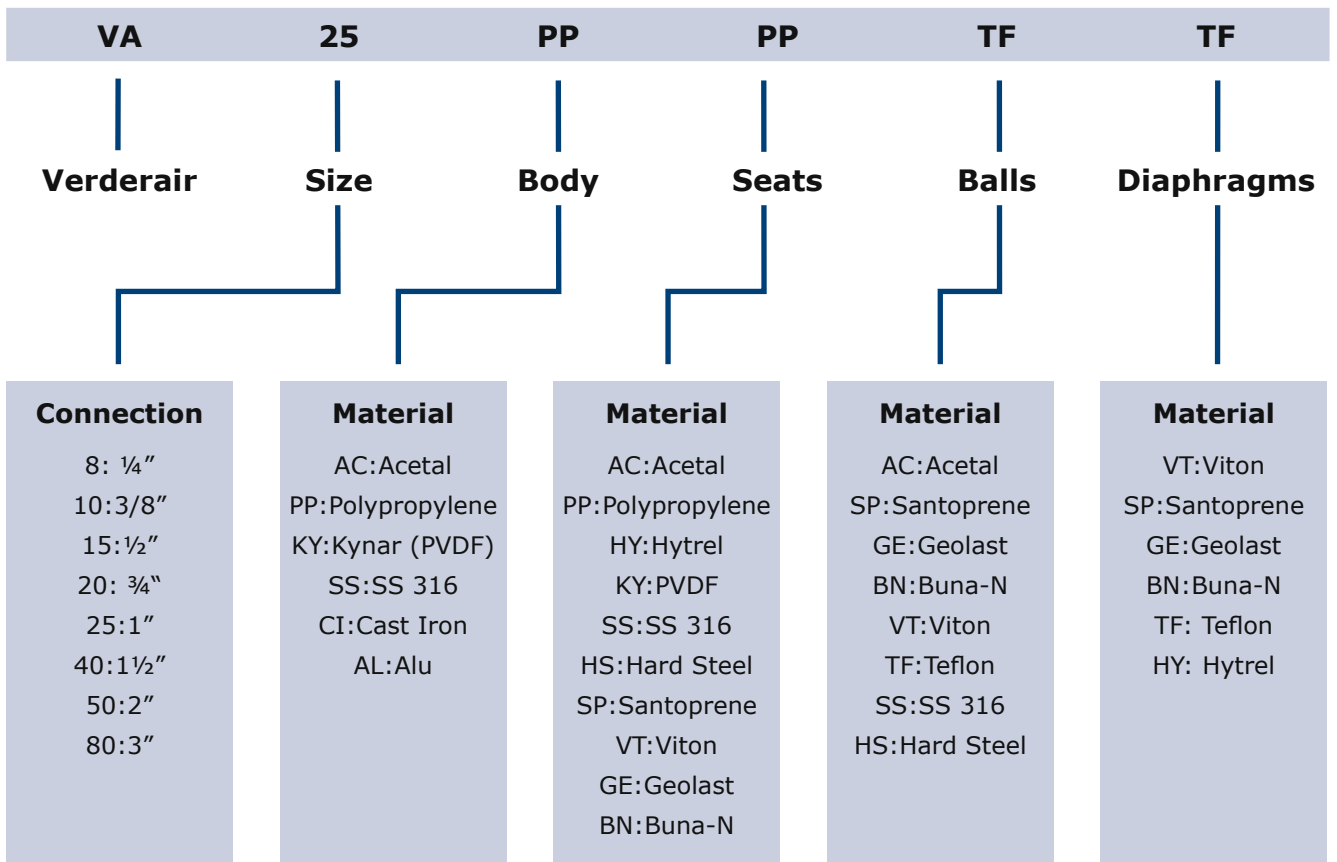 VA 25 PP PP TF TF
Verderair Size Body Seats Balls Diaphragms
Connection
8: ¼”
10:3/8”
15:½”
20: ¾“
25:1”
40:1½”
50:2”
80:3”
Material
AC:Acetal
PP:Polypropylene
KY:Kynar (PVDF)
SS:SS 316
CI:Cast Iron
AL:Alu
Material
AC:Acetal
PP:Polypropylene
HY:Hytrel
KY:PVDF
SS:SS 316
HS:Hard Steel
SP:Santoprene
VT:Viton
GE:Geolast
BN:Buna-N
Material
AC:Acetal
SP:Santoprene
GE:Geolast
BN:Buna-N
VT:Viton
TF:Teflon
SS:SS 316
HS:Hard Steel
Material
VT:Viton
SP:Santoprene
GE:Geolast
BN:Buna-N
TF: Teflon
HY: Hytrel